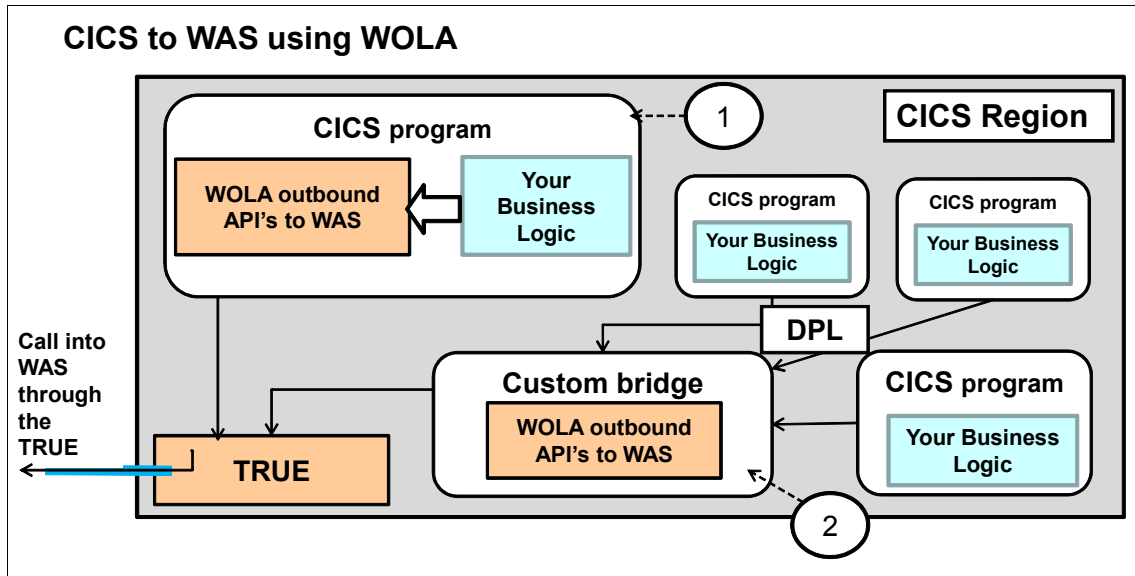 CICS to WAS using WOLA
CICS program
WOLA outbound
API's to WAS
Your
Business
Logic
1
CICS Region
CICS program
Your Business
Logic
CICS program
Your Business
Logic
DPL
Call into
WAS
through
the
TRUE
TRUE
Custom bridge
WOLA outbound
API's to WAS
CICS program
Your Business
Logic
2